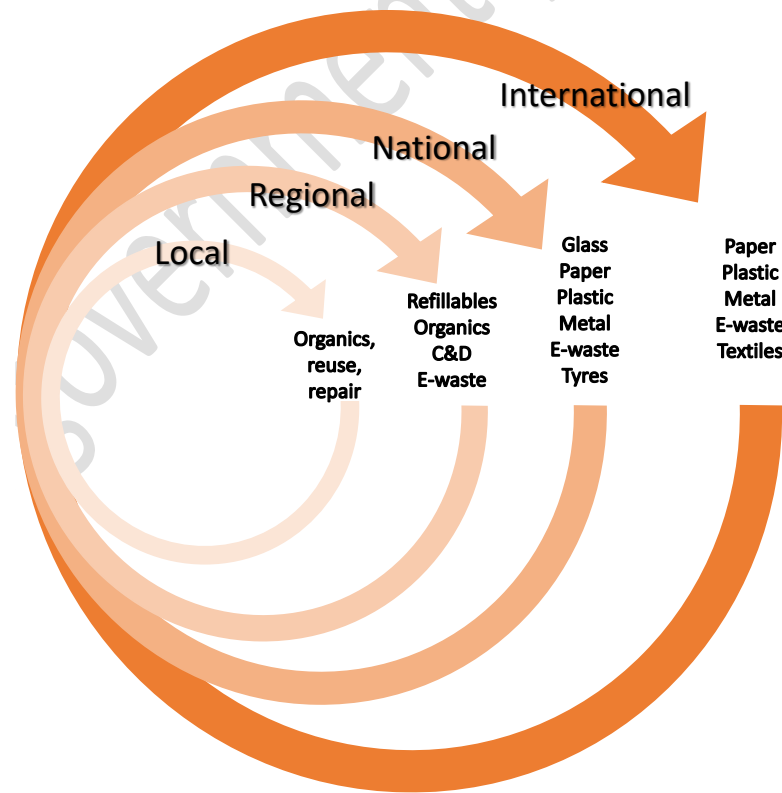 International
National
Regional
Local
Organics,
reuse,
repair
Refillables
Organics
C&D
E-waste
Glass
Paper
Plastic
Metal
E-waste
Tyres
Paper
Plastic
Metal
E-waste
Textiles